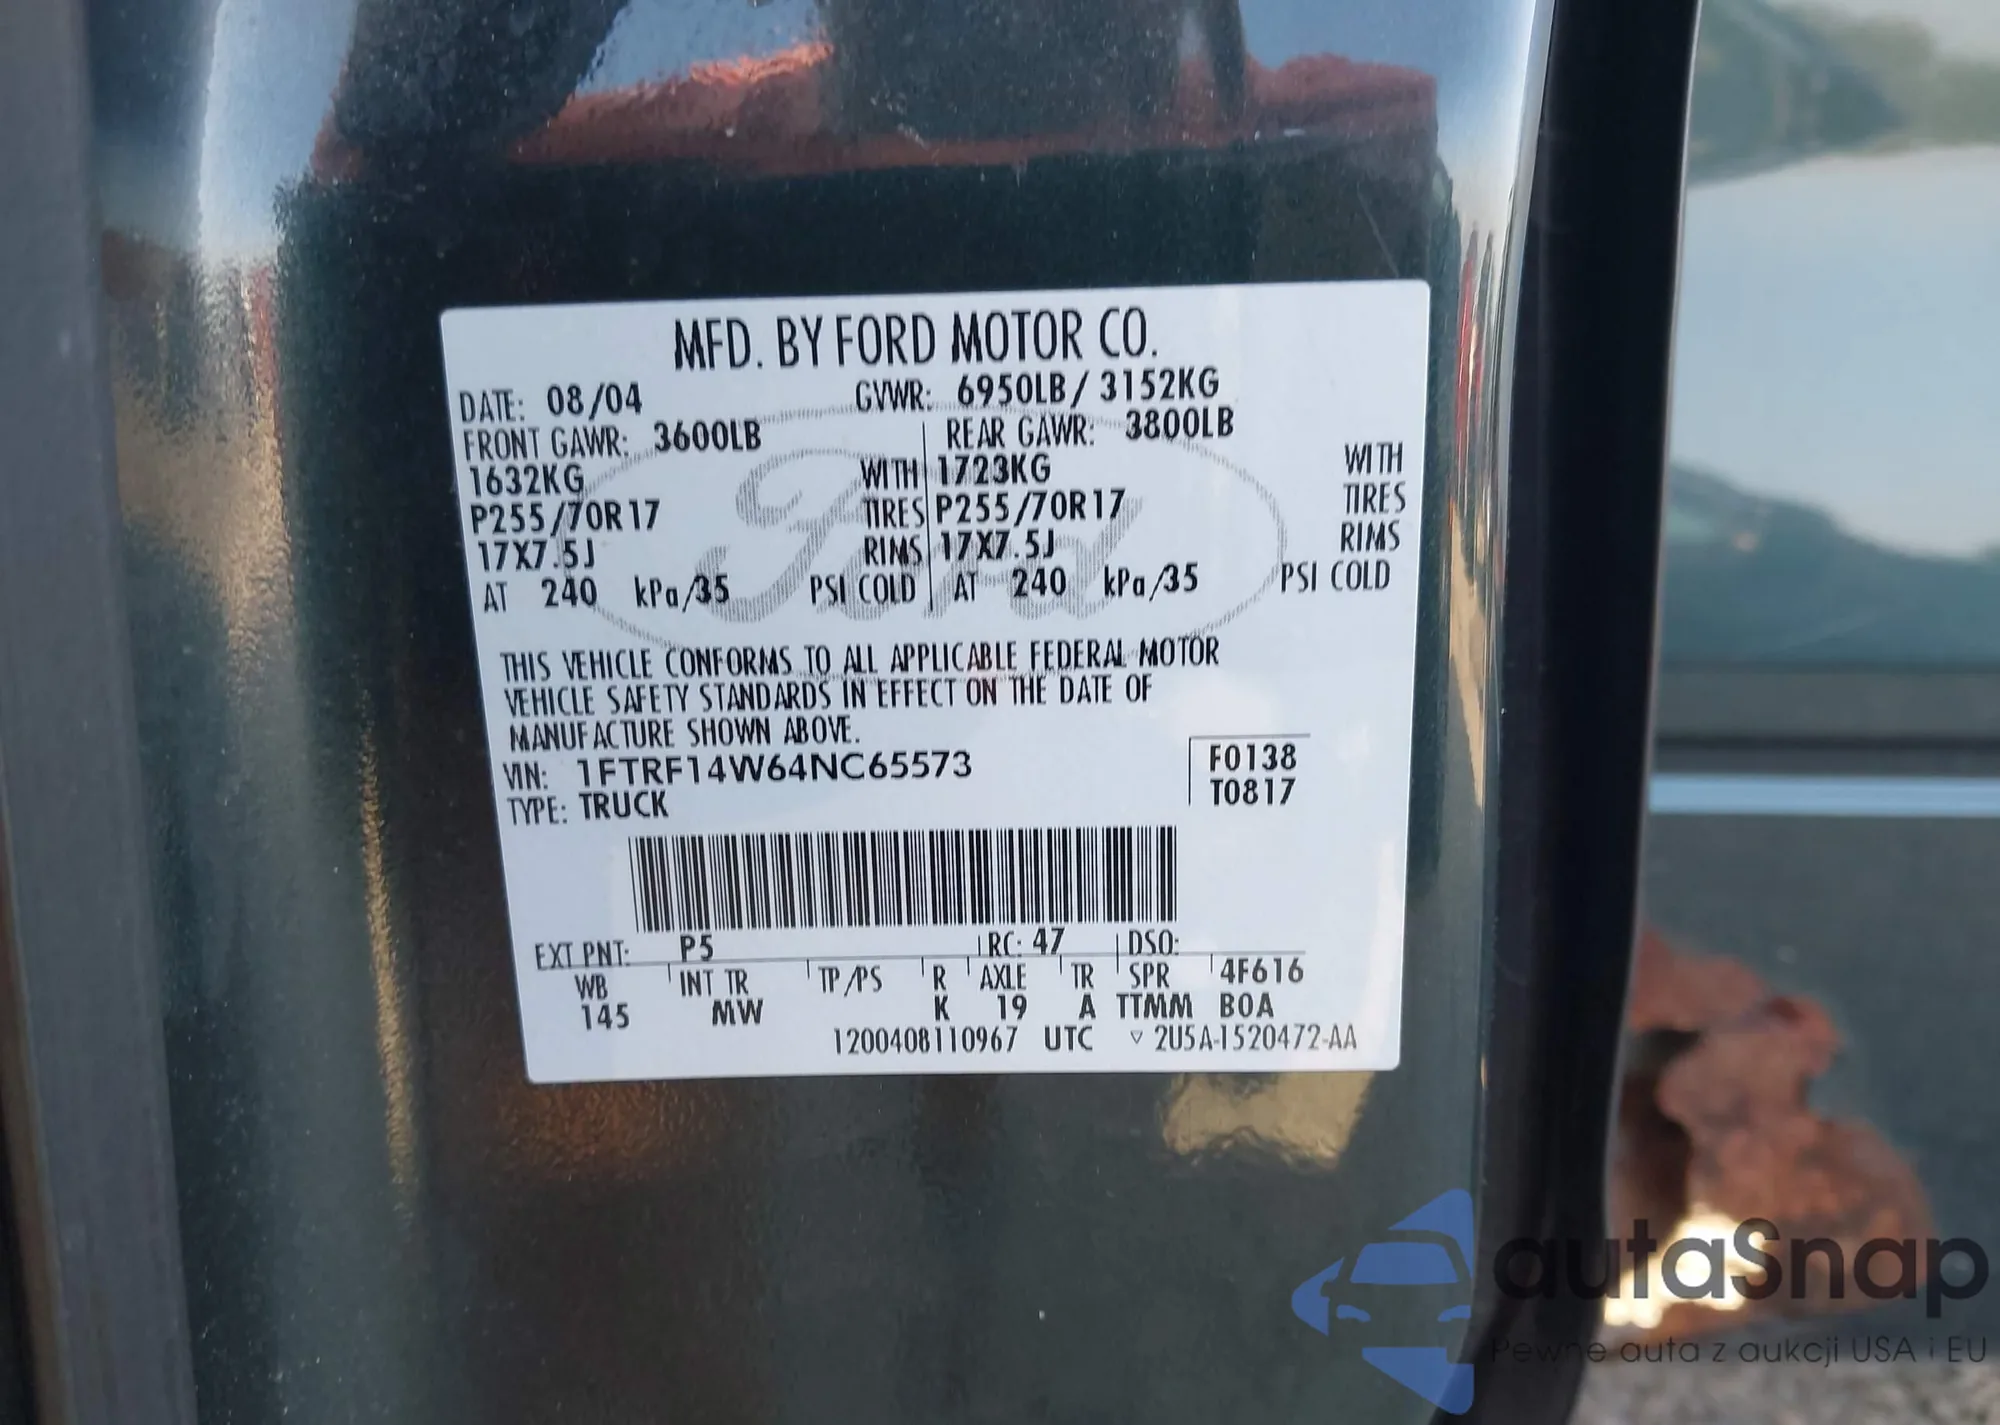 MFD. BY FORD MOTOR CO.
DATE: 08/04 GVWR: 6950LB / 3152KG
FRONT GAWR: 3600LB REAR GAWR: 3800LB
1632KG WITH 1723KG WITH
P255/70R17 TIRES P255/70R17 TIRES
17X7.5J RIMS 17X7.5J RIMS
AT 240 kPa/35 PSI COLD AT 240 kPa/35 PSI COLD
Ford
THIS VEHICLE CONFORMS TO ALL APPLICABLE FEDERAL MOTOR
VEHICLE SAFETY STANDARDS IN EFFECT ON THE DATE OF
MANUFACTURE SHOWN ABOVE.
VIN: 1FTRF14W64NC65573 F0138
TYPE: TRUCK T0817
EXT PNT: P5 RC: 47 DSO:
WB INT TR TP/PS R AXLE TR SPR 4F616
145 MW K 19 A TTMM B0A
1200408110967 UTC ▽ 2U5A-1520472-AA
autaSnap
Pewne auta z aukcji USA i EU